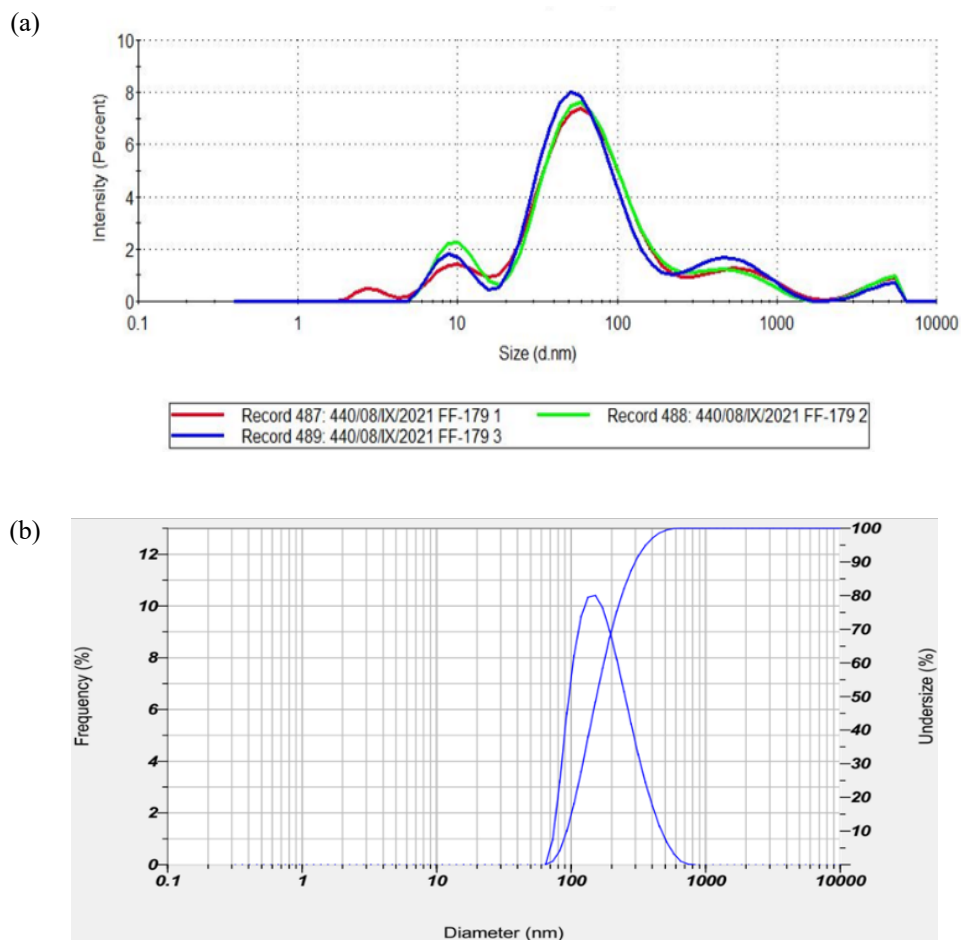 (a)
Intensity (Percent)
10
8
6
4
2
0
0.1 1 10 100 1000 10000
Size (d.nm)
Record 487: 440/08/IX/2021 FF-179 1 Record 488: 440/08/IX/2021 FF-179 2
Record 489: 440/08/IX/2021 FF-179 3
(b)
Frequency (%)
12
10
8
6
4
2
0
100
90
80
70
60
50
40
30
20
10
Undersize (%)
0.1 1 10 100 1000 10000
Diameter (nm)